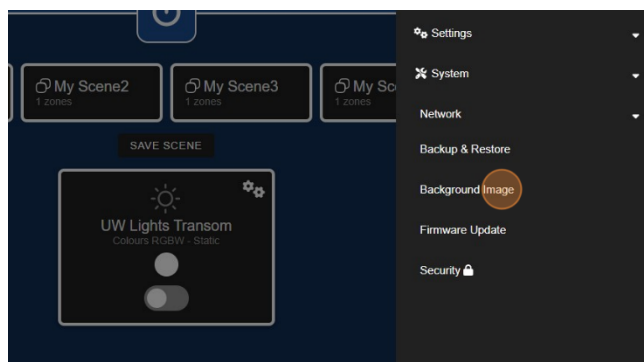 My Scene2
1 zones
My Scene3
1 zones
My Sc
1 zones
SAVE SCENE
UW Lights Transom
Colours RGBW - Static
Settings
System
Network
Backup & Restore
Background Image
Firmware Update
Security